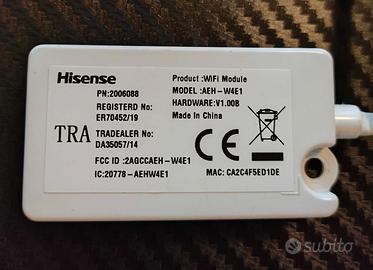 Hisense
PN:2006088
REGISTERD No:
ER70452/19
TRA
TRADEALER No:
DA35057/14
FCC ID :2AGCCAEH-W4E1
IC:20778-AEHW4E1
Product :WiFi Module
MODEL :AEH-W4E1
HARDWARE:V1.00B
Made In China
CE
MAC: CA2C4F5ED1DE
subito